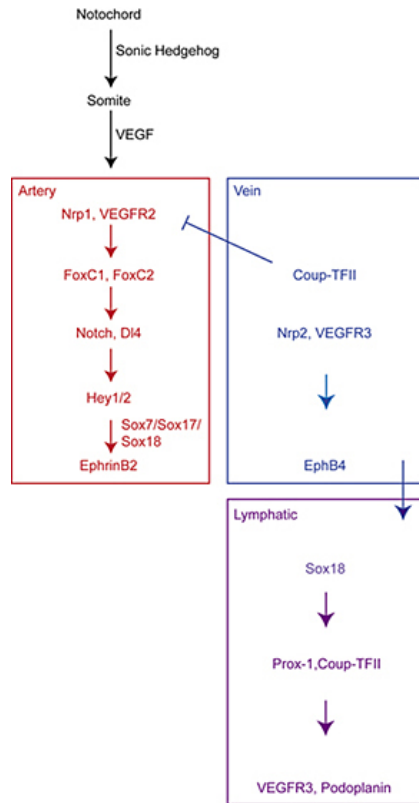 Notochord
Sonic Hedgehog
Somite
VEGF
Artery
Nrp1, VEGFR2
FoxC1, FoxC2
Notch, Dl4
Hey1/2
Sox7/Sox17/
Sox18
EphrinB2
Vein
Coup-TFII
Nrp2, VEGFR3
EphB4
Lymphatic
Sox18
Prox-1,Coup-TFII
VEGFR3, Podoplanin